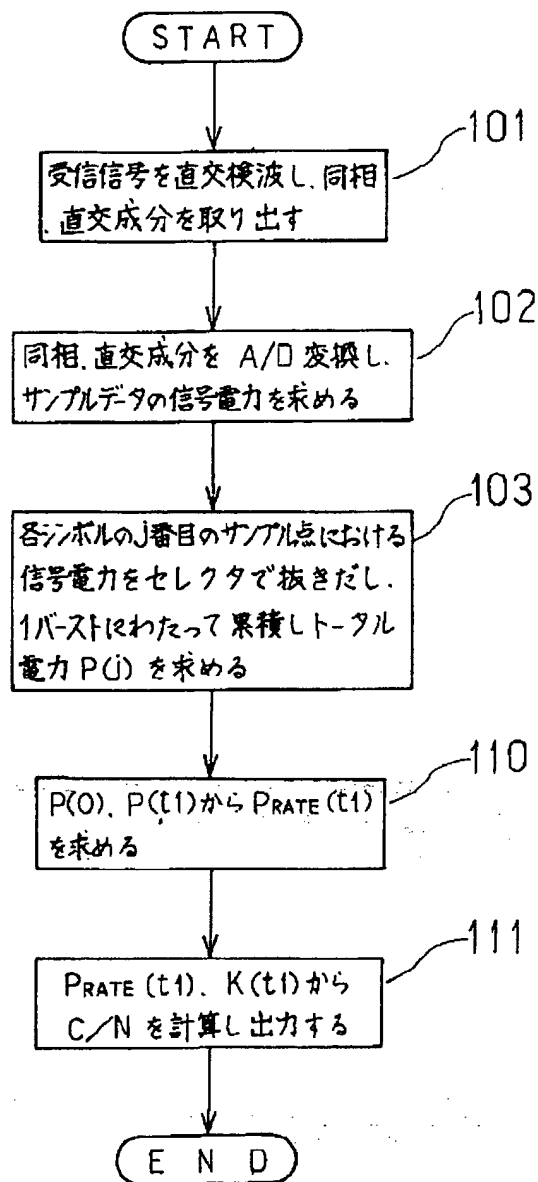 START
101
受信信号を直交検波し、同相
、直交成分を取り出す
102
同相、直交成分を A/D 変換し、
サンプルデータの信号電力を求める
103
各シンボルのj番目のサンプル点における
信号電力をセレクタで抜きだし、
1バーストにわたって累積しトータル
電力 P(j) を求める
110
P(0)、P(t1)から PRATE(t1)
を求める
111
PRATE(t1)、K(t1)から
C/N を計算し出力する
END